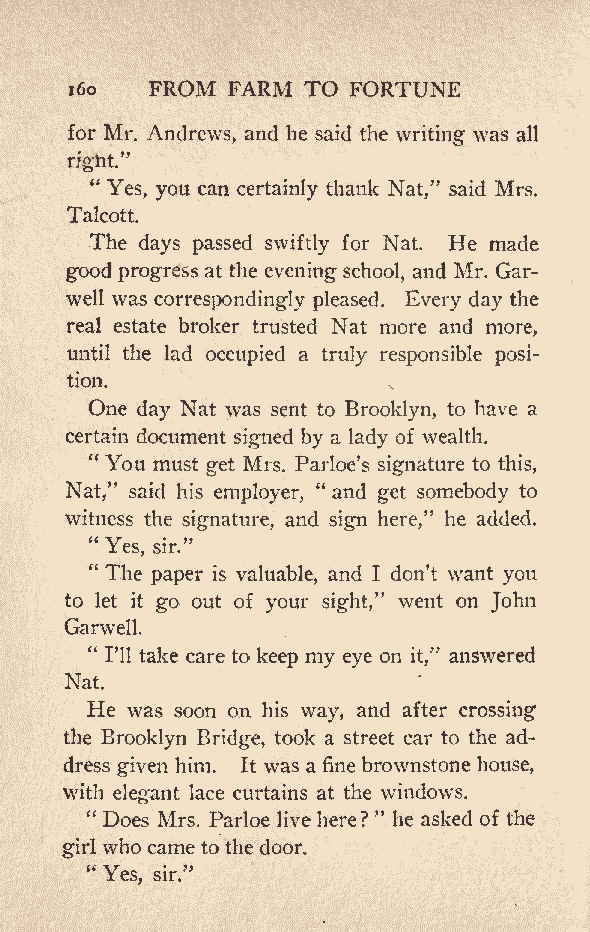 160 FROM FARM TO FORTUNE
for Mr. Andrews, and he said the writing was all
right."
" Yes, you can certainly thank Nat," said Mrs.
Talcott.
The days passed swiftly for Nat. He made
good progress at the evening school, and Mr. Gar-
well was correspondingly pleased. Every day the
real estate broker trusted Nat more and more,
until the lad occupied a truly responsible posi-
tion.
One day Nat was sent to Brooklyn, to have a
certain document signed by a lady of wealth.
" You must get Mrs. Parloe's signature to this,
Nat," said his employer, " and get somebody to
witness the signature, and sign here," he added.
" Yes, sir."
" The paper is valuable, and I don't want you
to let it go out of your sight," went on John
Garwell.
" I'll take care to keep my eye on it," answered
Nat.
He was soon on his way, and after crossing
the Brooklyn Bridge, took a street car to the ad-
dress given him. It was a fine brownstone house,
with elegant lace curtains at the windows.
" Does Mrs. Parloe live here? " he asked of the
girl who came to the door.
" Yes, sir."